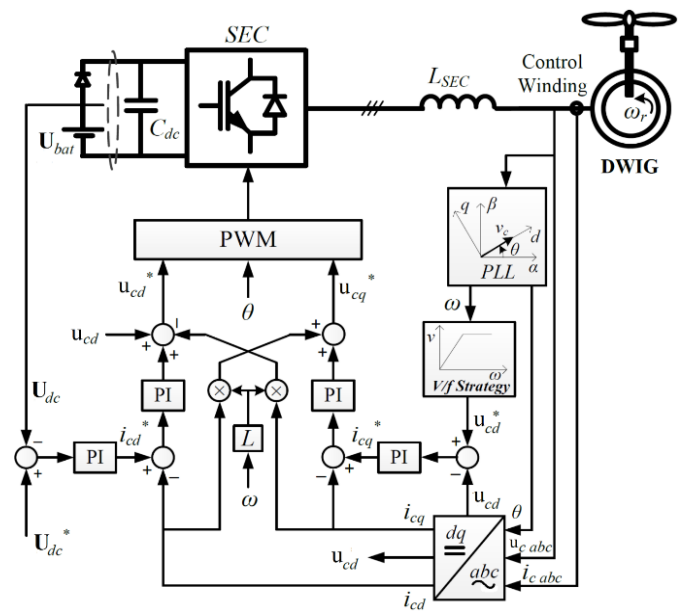 SEC
L_SEC
Control
Winding
ω_r
DWIG
U_bat
C_dc
q
β
v_c
d
θ
α
PLL
PWM
u_cd*
θ
u_cq*
ω
v
ω
V/f Strategy
u_cd
+
+
+
+
U_dc
PI
×
×
PI
u_cd*
L
−
+
PI
i_cd*
+
−
ω
i_cq*
−
+
PI
+
−
u_cd
U_dc*
i_cq
θ
dq
u_c abc
u_cd
abc
i_c abc
i_cd